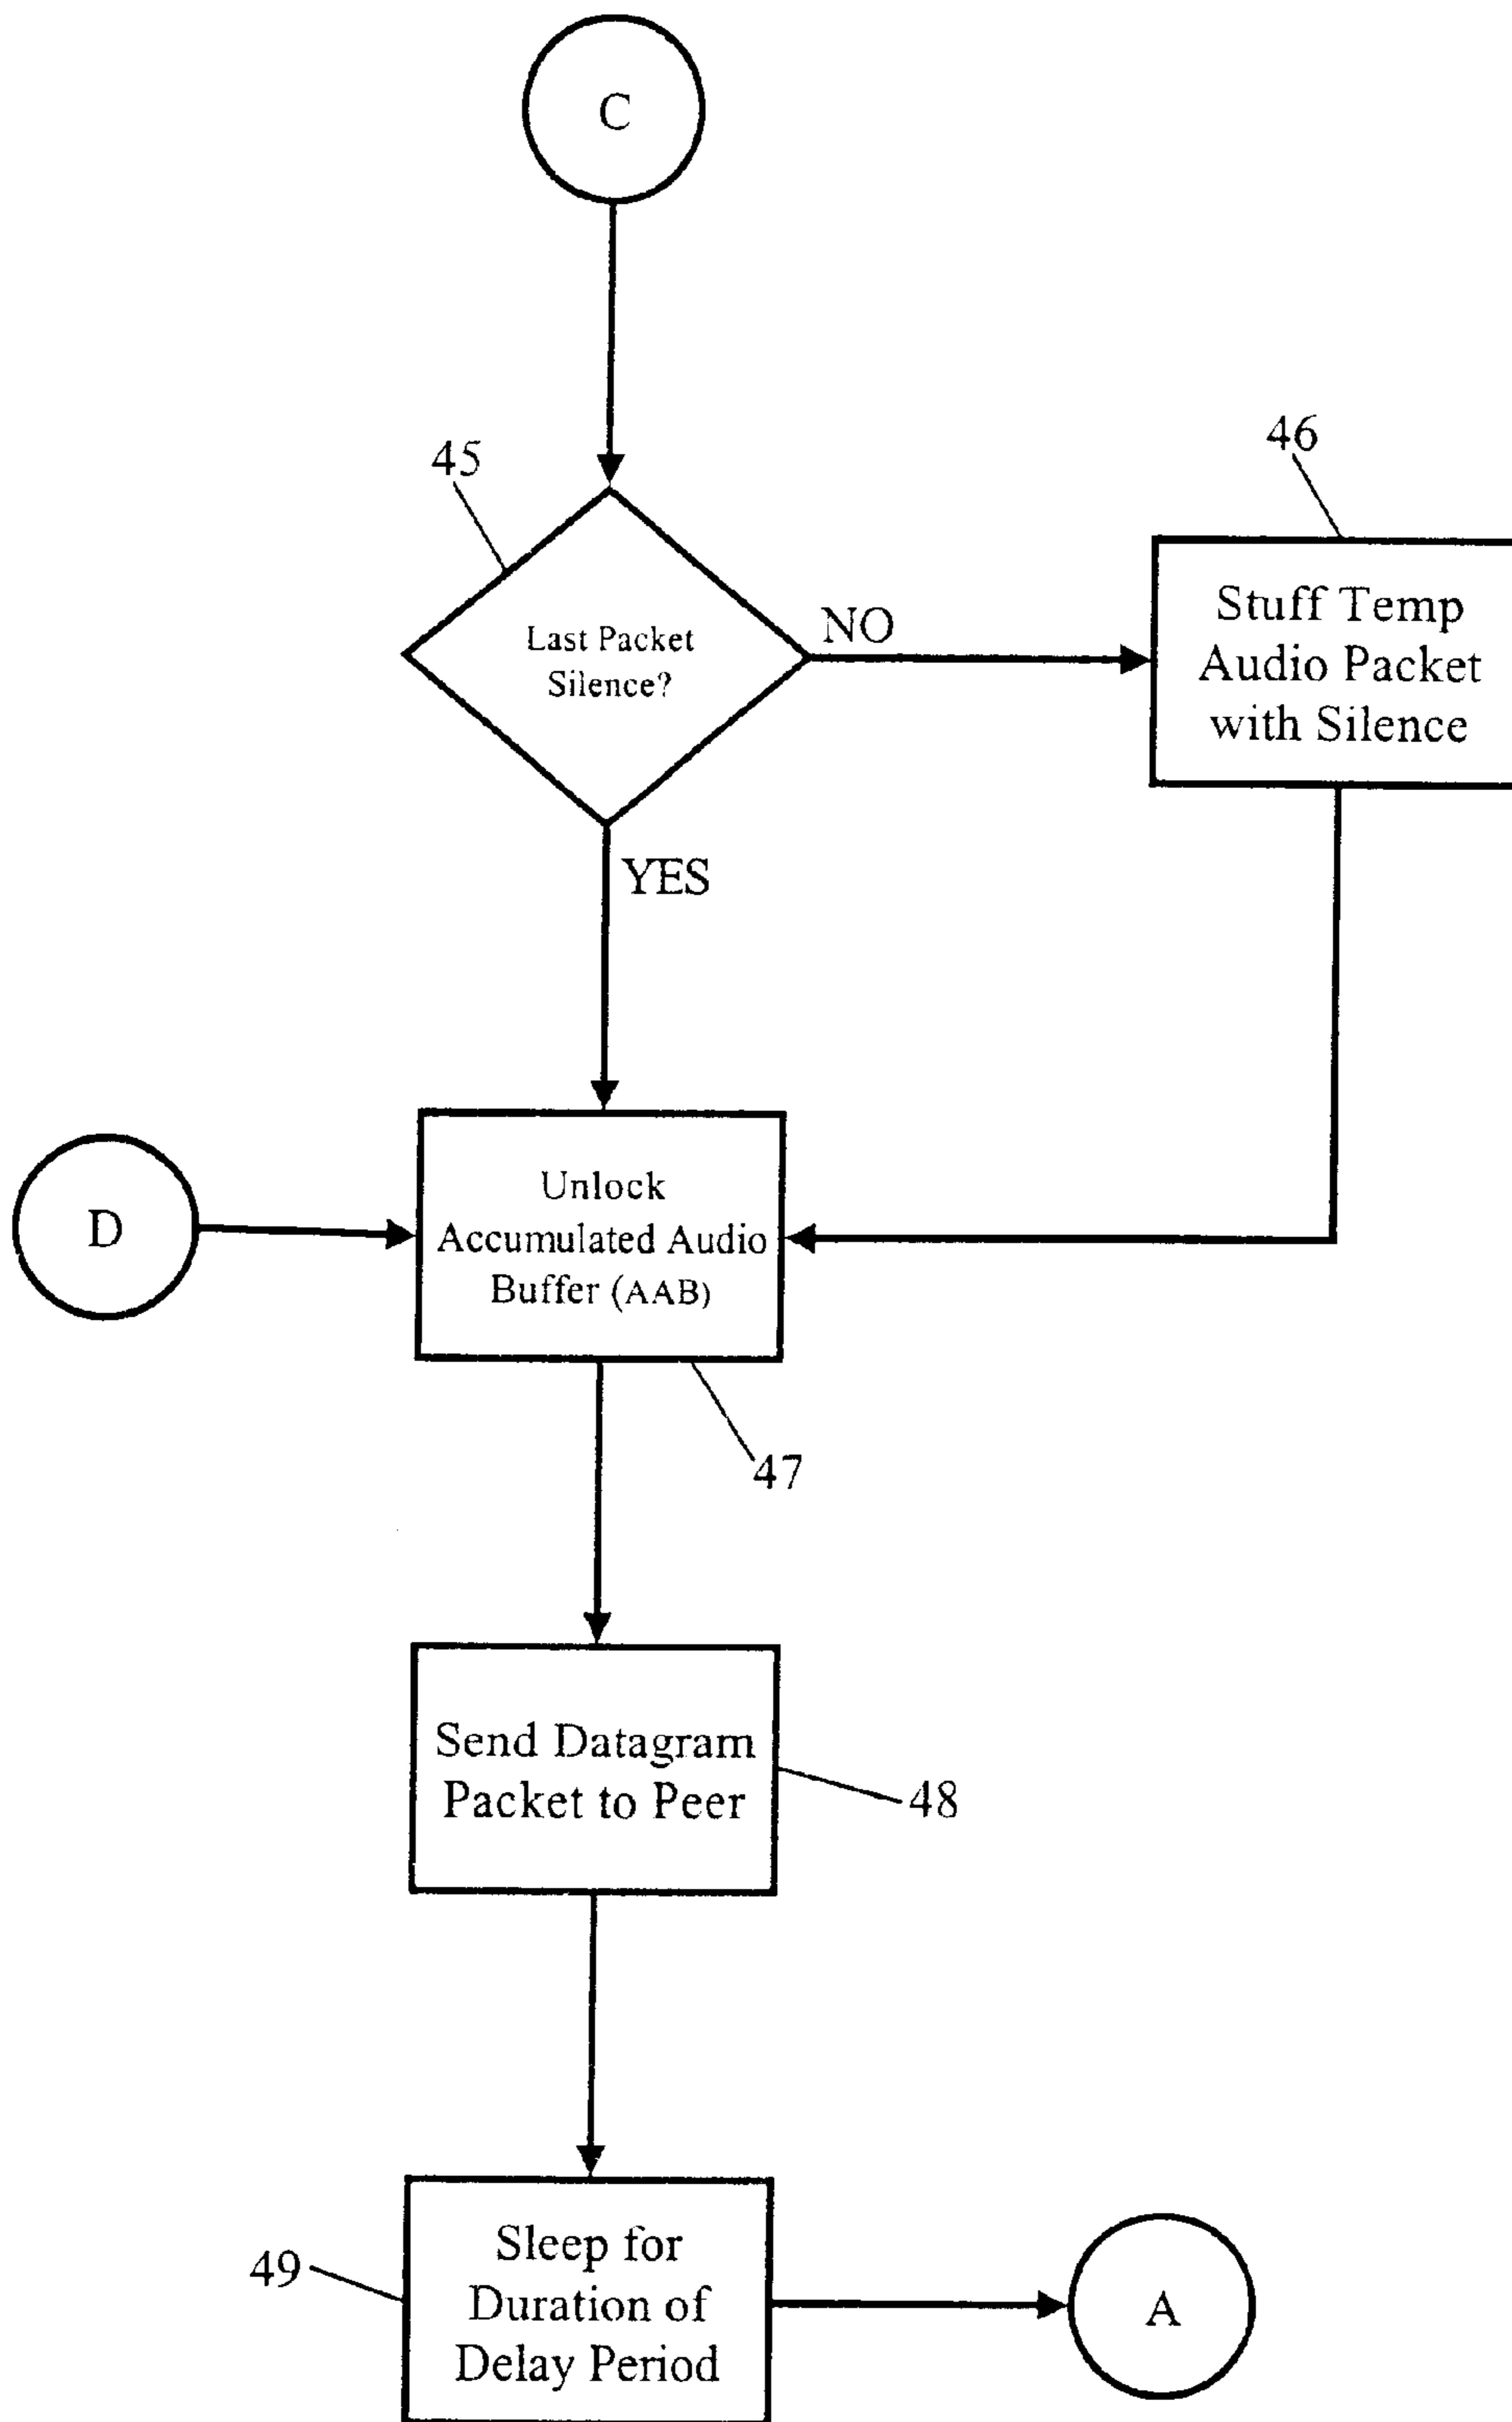 C
45
46
Last Packet
Silence?
NO
Stuff Temp
Audio Packet
with Silence
YES
D
Unlock
Accumulated Audio
Buffer (AAB)
47
Send Datagram
Packet to Peer
48
49
Sleep for
Duration of
Delay Period
A